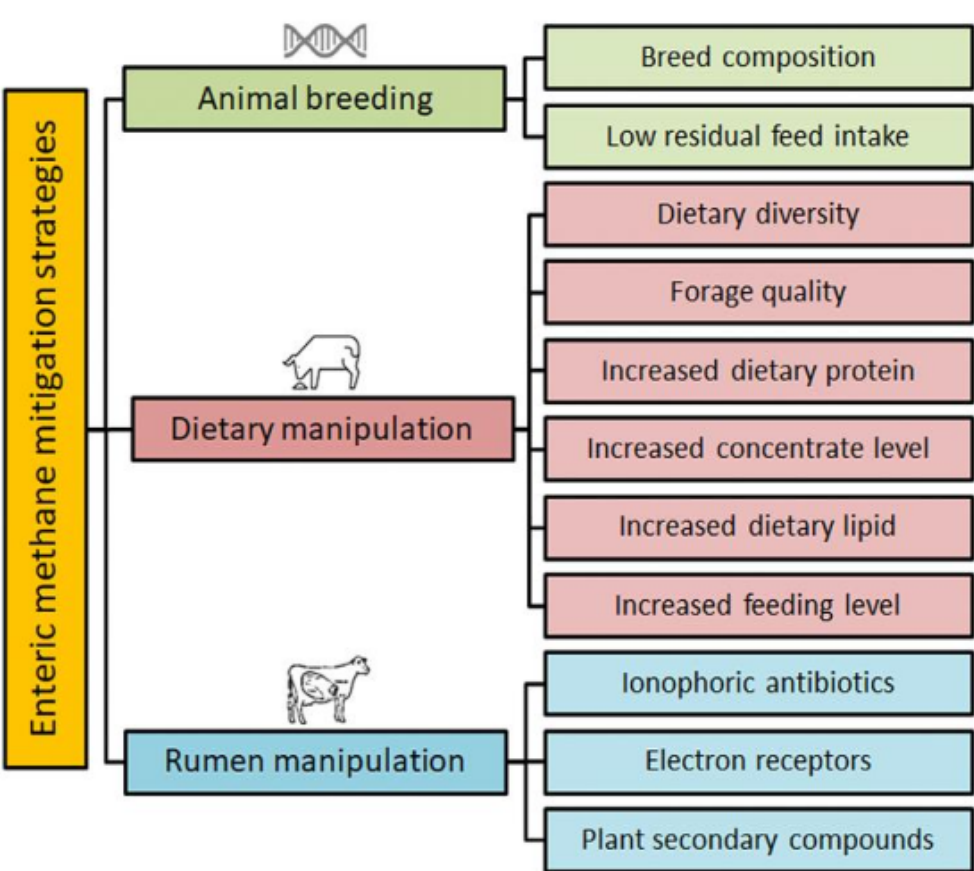 Enteric methane mitigation strategies
Animal breeding
Breed composition
Low residual feed intake
Dietary manipulation
Dietary diversity
Forage quality
Increased dietary protein
Increased concentrate level
Increased dietary lipid
Increased feeding level
Rumen manipulation
Ionophoric antibiotics
Electron receptors
Plant secondary compounds